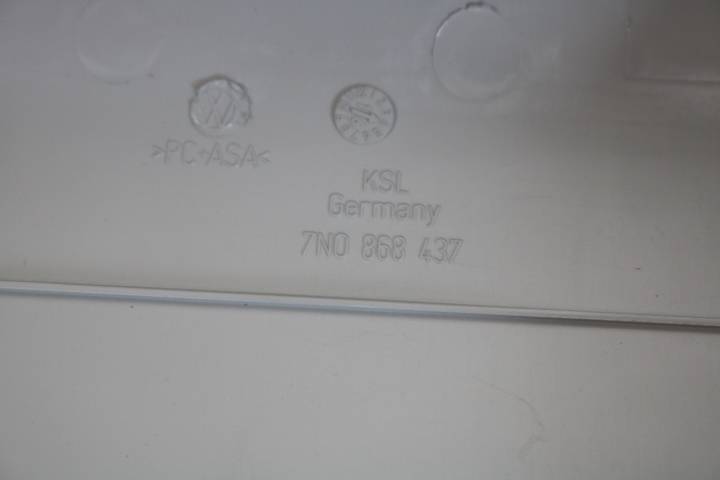 >PC+ASA<
KSL
Germany
7N0 868 437